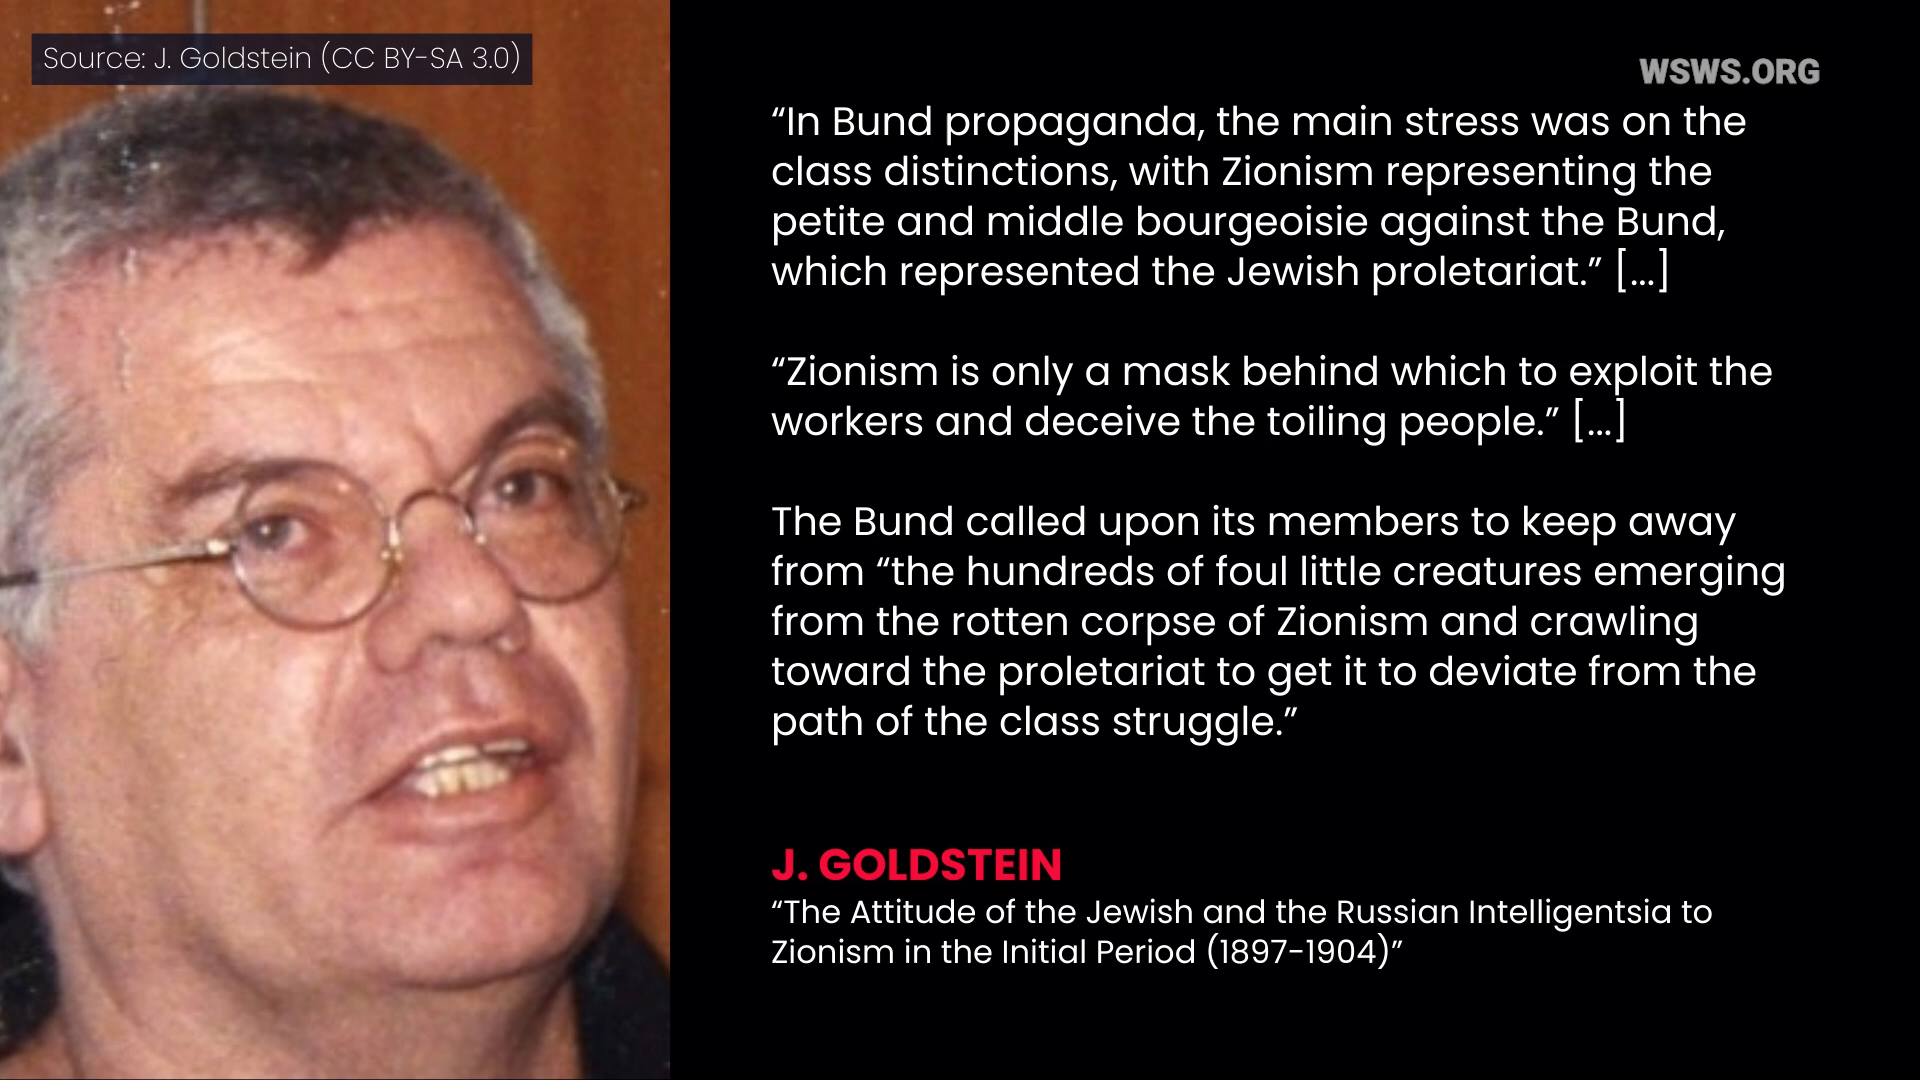 Source: J. Goldstein (CC BY-SA 3.0)
WSWS.ORG
“In Bund propaganda, the main stress was on the
class distinctions, with Zionism representing the
petite and middle bourgeoisie against the Bund,
which represented the Jewish proletariat.” [...]
“Zionism is only a mask behind which to exploit the
workers and deceive the toiling people.” [...]
The Bund called upon its members to keep away
from “the hundreds of foul little creatures emerging
from the rotten corpse of Zionism and crawling
toward the proletariat to get it to deviate from the
path of the class struggle.”
J. GOLDSTEIN
“The Attitude of the Jewish and the Russian Intelligentsia to
Zionism in the Initial Period (1897-1904)”